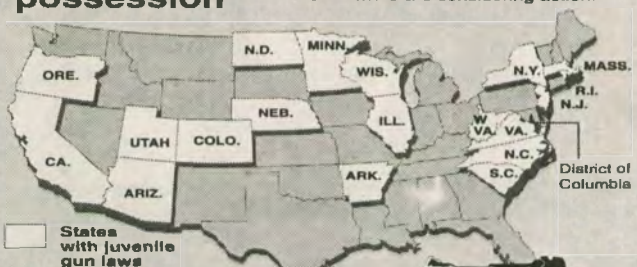 possession
N.D.
MINN.
ORE.
WIS.
N.Y.
MASS.
R.I.
N.J.
NEB.
ILL.
UTAH
COLO.
W
VA.
VA.
CA.
N.C.
District of
Columbia
ARK.
S.C.
ARIZ.
States
with juvenile
gun laws